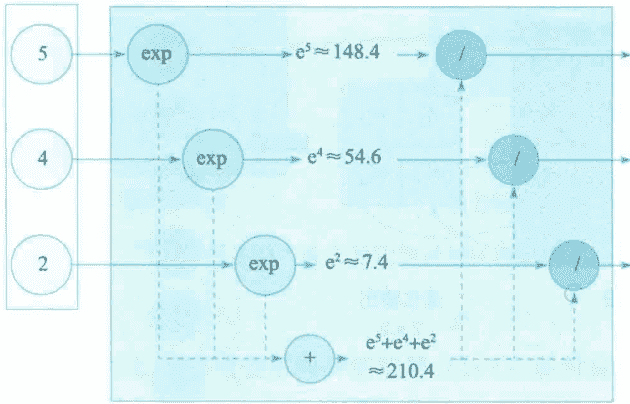 5 exp e⁵≈148.4 /
4 exp e⁴≈54.6 /
2 exp e²≈7.4 /
+ e⁵+e⁴+e²
≈210.4